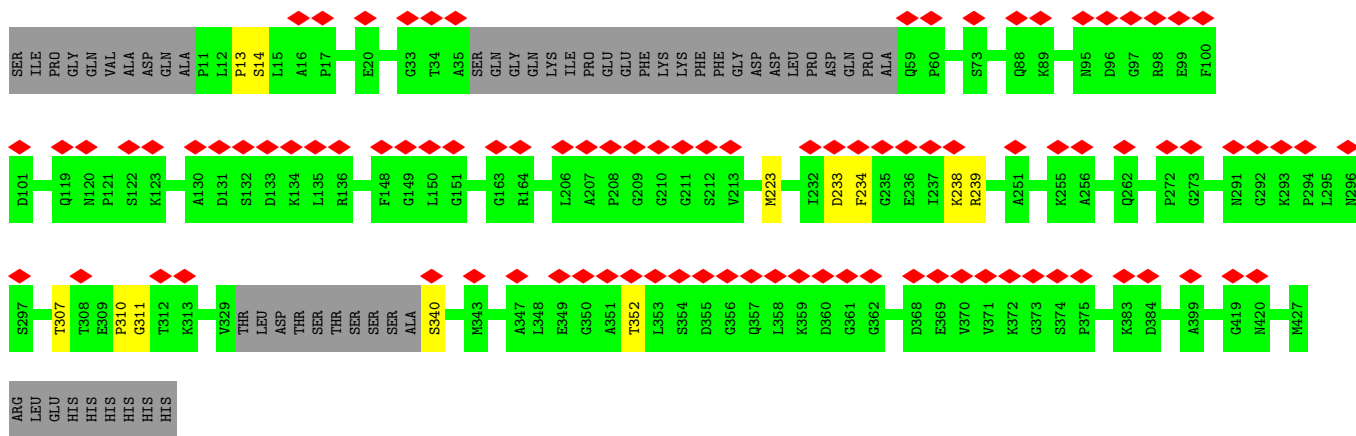 SER ILE PRO GLY GLN VAL ALA ASP GLN ALA P11 L12 P13 S14 L15 A16 P17 E20 G33 T34 A35 SER GLN GLY GLN LYS ILE PRO GLU GLU PHE LYS LYS PHE PHE GLY ASP ASP LEU PRO ASP GLN PRO ALA Q59 P60 S73 Q88 K89 N95 D96 G97 R98 E99 F100
D101 Q119 N120 P121 S122 K123 A130 D131 S132 D133 K134 L135 R136 F148 G149 L150 G151 G163 R164 L206 A207 P208 G209 G210 G211 S212 V213 M223 I232 D233 F234 G235 E236 I237 K238 R239 A251 K255 A256 Q262 P272 G273 N291 G292 K293 P294 L295 N296
S297 T307 T308 E309 P310 G311 T312 K313 V329 THR LEU ASP THR SER THR SER SER SER ALA S340 M343 A347 L348 E349 G350 A351 T352 L353 S354 D355 G356 Q357 L358 K359 D360 G361 G362 D368 E369 V370 V371 K372 G373 S374 P375 K383 D384 A399 G419 N420 M427
ARG LEU GLU HIS HIS HIS HIS HIS HIS